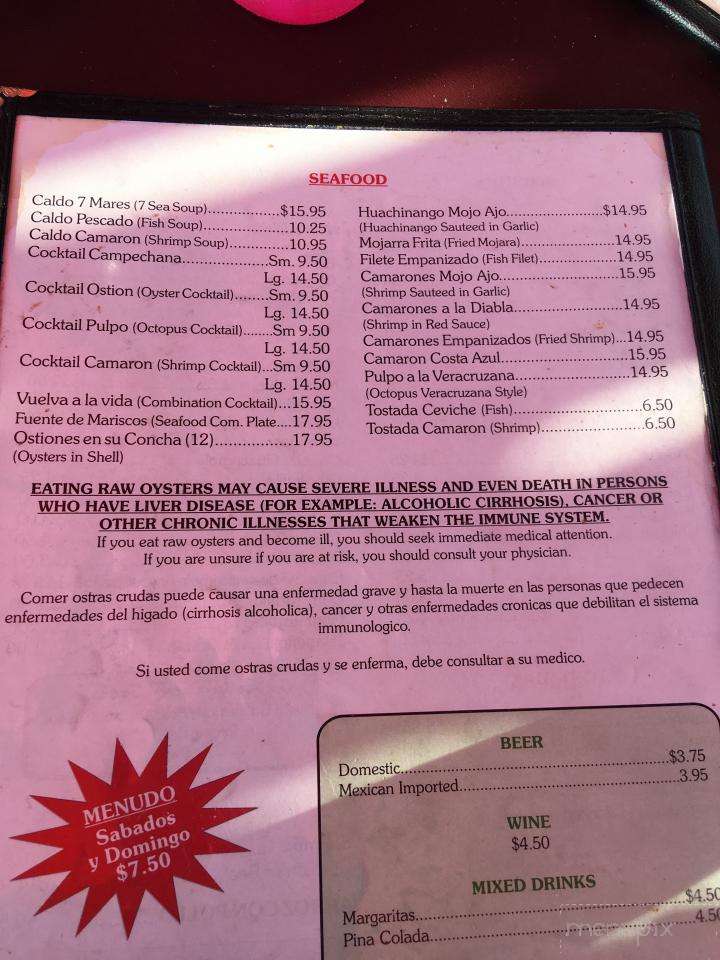 SEAFOOD
Caldo 7 Mares (7 Sea Soup)..................$15.95
Caldo Pescado (Fish Soup)......................10.25
Caldo Camaron (Shrimp Soup)................10.95
Cocktail Campechana.....................Sm. 9.50
Lg. 14.50
Cocktail Ostion (Oyster Cocktail)........Sm. 9.50
Lg. 14.50
Cocktail Pulpo (Octopus Cocktail).......Sm 9.50
Lg. 14.50
Cocktail Camaron (Shrimp Cocktail)...Sm 9.50
Lg. 14.50
Vuelva a la vida (Combination Cocktail)...15.95
Fuente de Mariscos (Seafood Com. Plate....17.95
Ostiones en su Concha (12)..................17.95
(Oysters in Shell)
Huachinango Mojo Ajo........................$14.95
(Huachinango Sauteed in Garlic)
Mojarra Frita (Fried Mojara)........................14.95
Filete Empanizado (Fish Filet)....................14.95
Camarones Mojo Ajo.............................15.95
(Shrimp Sauteed in Garlic)
Camarones a la Diabla...........................14.95
(Shrimp in Red Sauce)
Camarones Empanizados (Fried Shrimp)...14.95
Camaron Costa Azul...............................15.95
Pulpo a la Veracruzana............................14.95
(Octopus Veracruzana Style)
Tostada Ceviche (Fish)..........................6.50
Tostada Camaron (Shrimp).....................6.50
EATING RAW OYSTERS MAY CAUSE SEVERE ILLNESS AND EVEN DEATH IN PERSONS
WHO HAVE LIVER DISEASE (FOR EXAMPLE: ALCOHOLIC CIRRHOSIS), CANCER OR
OTHER CHRONIC ILLNESSES THAT WEAKEN THE IMMUNE SYSTEM.
If you eat raw oysters and become ill, you should seek immediate medical attention.
If you are unsure if you are at risk, you should consult your physician.
Comer ostras crudas puede causar una enfermedad grave y hasta la muerte en las personas que pedecen
enfermedades del higado (cirrhosis alcoholica), cancer y otras enfermedades cronicas que debilitan el sistema
immunologico.
Si usted come ostras crudas y se enferma, debe consultar a su medico.
MENUDO
Sabados
y Domingo
$7.50
BEER
Domestic..................................................$3.75
Mexican Imported.........................................3.95
WINE
$4.50
MIXED DRINKS
Margaritas..................................................$4.50
Pina Colada.................................................4.50
menupix